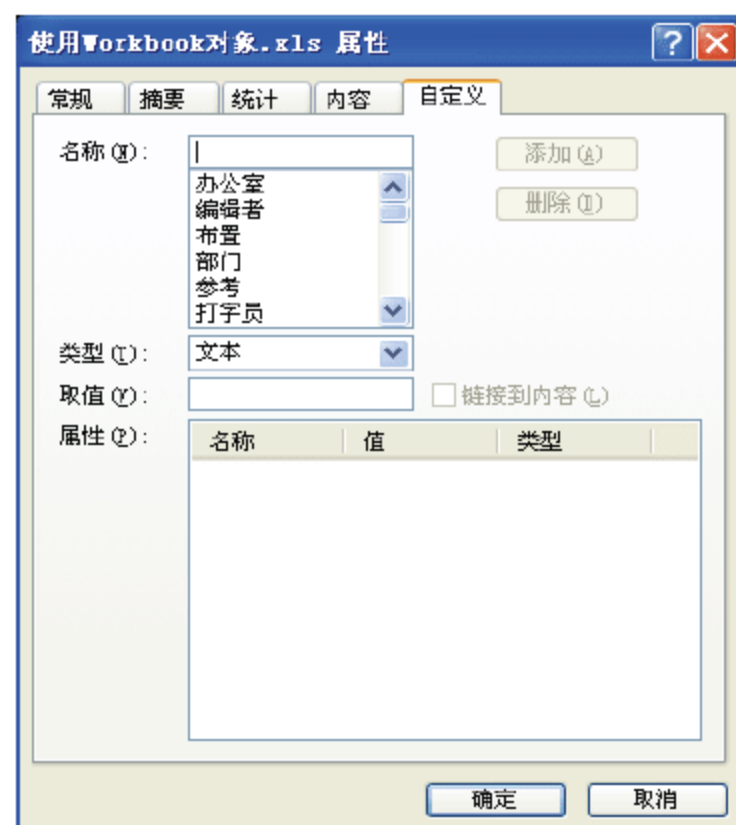 使用Workbook对象.xls 属性
常规 摘要 统计 内容 自定义
名称(N): 添加(A)
办公室 删除(D)
编辑者
布置
部门
参考
打字员
类型(T): 文本
取值(V): 链接到内容(L)
属性(P): 名称 值 类型
确定 取消